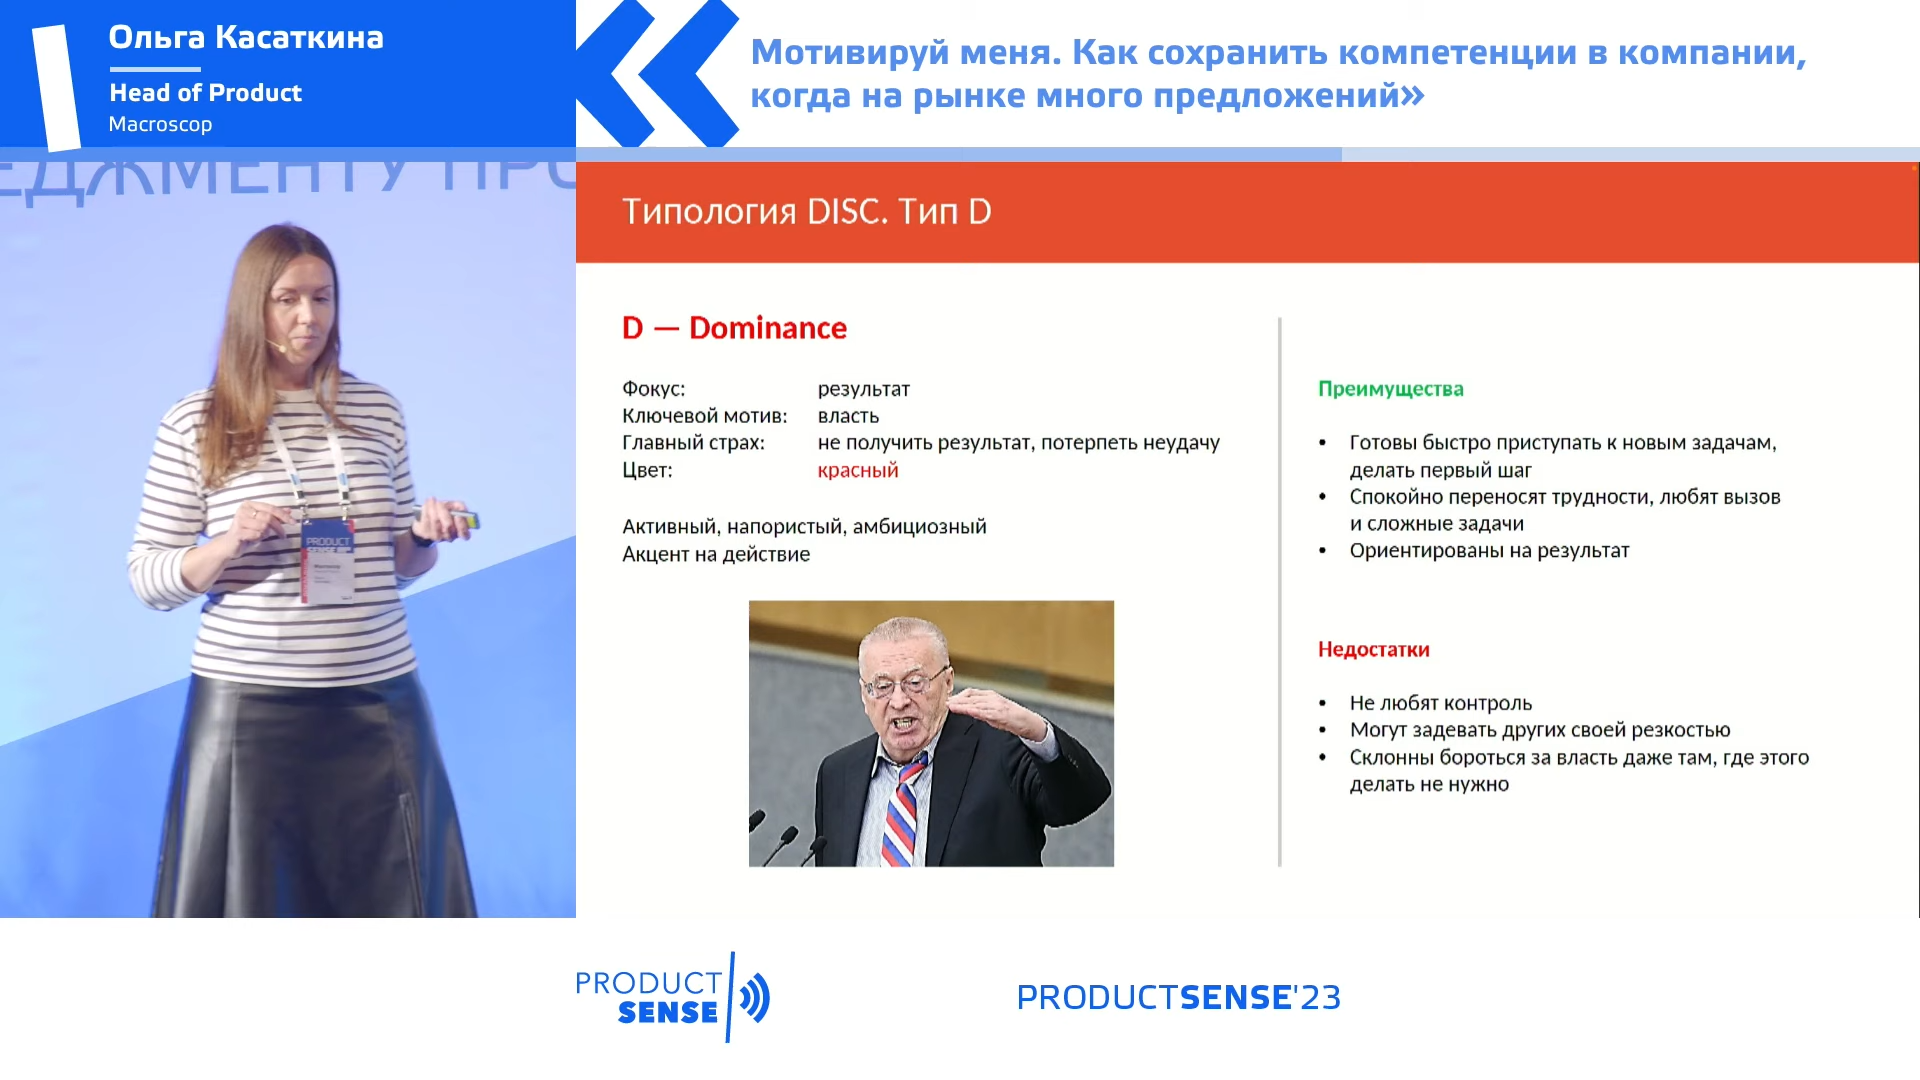 Ольга Касаткина
Head of Product
Macroscop
Мотивируй меня. Как сохранить компетенции в компании,
когда на рынке много предложений»
ЕДЖМЕНТУ ПРО
Типология DISC. Тип D
D — Dominance
Фокус: результат
Ключевой мотив: власть
Главный страх: не получить результат, потерпеть неудачу
Цвет: красный
Активный, напористый, амбициозный
Акцент на действие
Преимущества
• Готовы быстро приступать к новым задачам,
делать первый шаг
• Спокойно переносят трудности, любят вызов
и сложные задачи
• Ориентированы на результат
Недостатки
• Не любят контроль
• Могут задевать других своей резкостью
• Склонны бороться за власть даже там, где этого
делать не нужно
PRODUCT
SENSE
PRODUCT
SENSE
PRODUCTSENSE'23